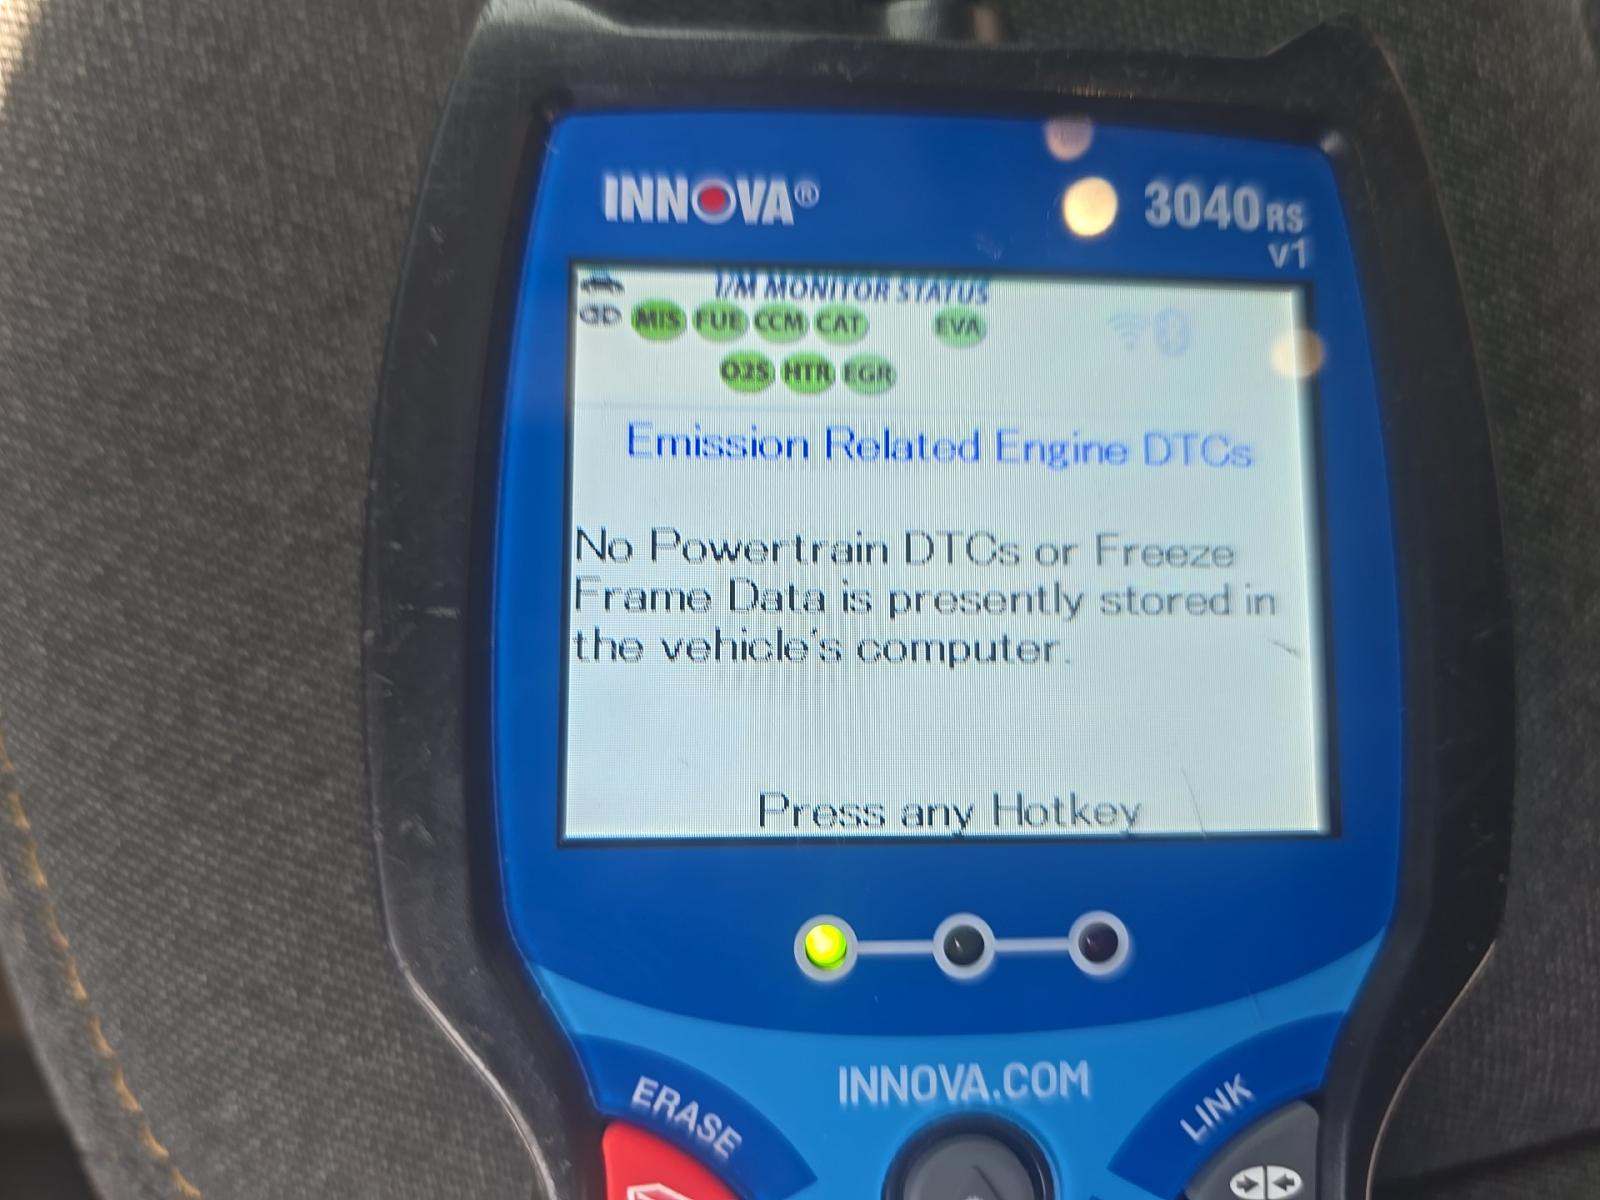 INNOVA®
3040RS
v1
I/M MONITOR STATUS
MIS FUE CCM CAT EVA
O2S HTR EGR
Emission Related Engine DTCs
No Powertrain DTCs or Freeze
Frame Data is presently stored in
the vehicle's computer.
Press any Hotkey
INNOVA.COM
ERASE
LINK